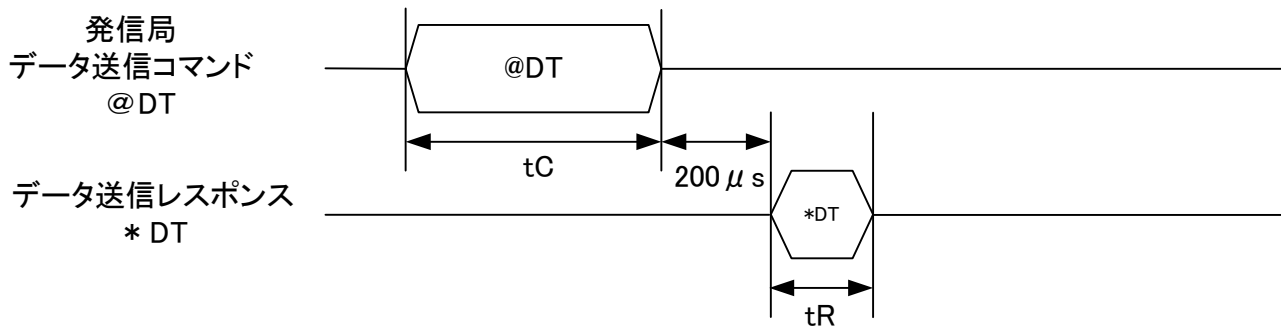 発信局
データ送信コマンド
@DT
@DT
tC
200μs
データ送信レスポンス
*DT
*DT
tR